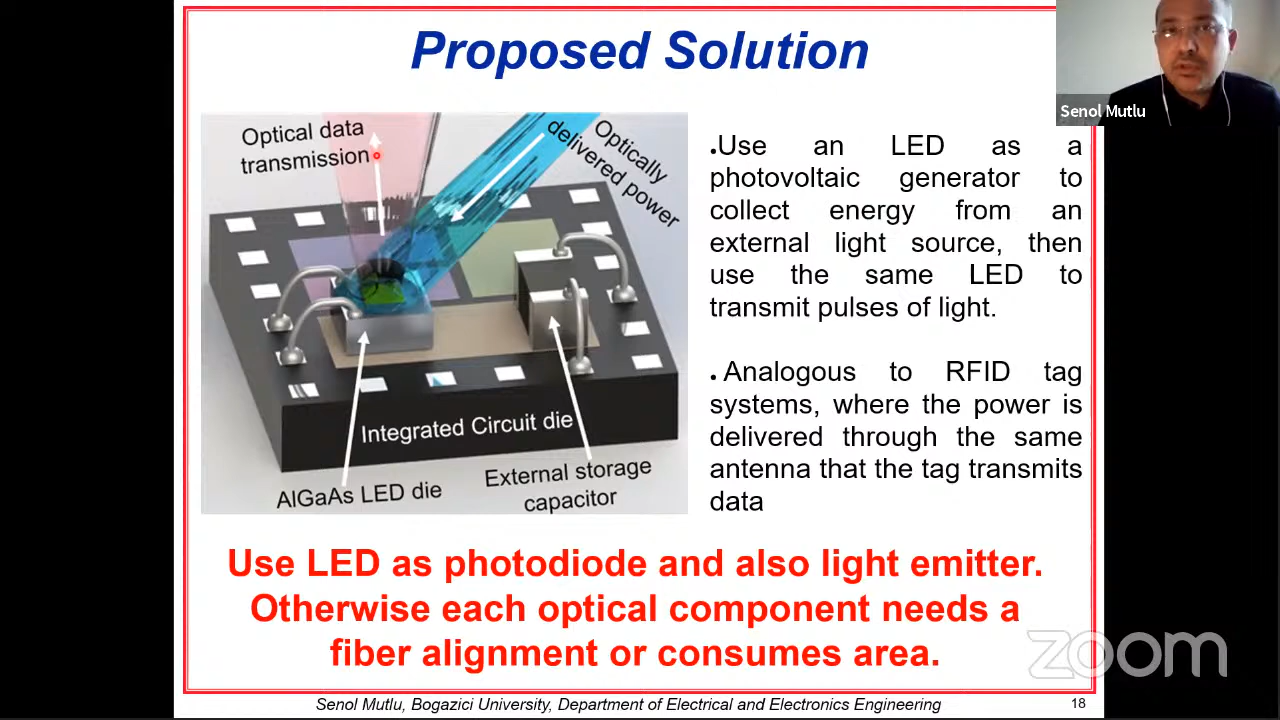 Proposed Solution
Senol Mutlu
Optical data
transmission
Optically
delivered power
Integrated Circuit die
AlGaAs LED die
External storage
capacitor
.Use an LED as a
photovoltaic generator to
collect energy from an
external light source, then
use the same LED to
transmit pulses of light.
. Analogous to RFID tag
systems, where the power is
delivered through the same
antenna that the tag transmits
data
Use LED as photodiode and also light emitter.
Otherwise each optical component needs a
fiber alignment or consumes area.
zoom
Senol Mutlu, Bogazici University, Department of Electrical and Electronics Engineering
18